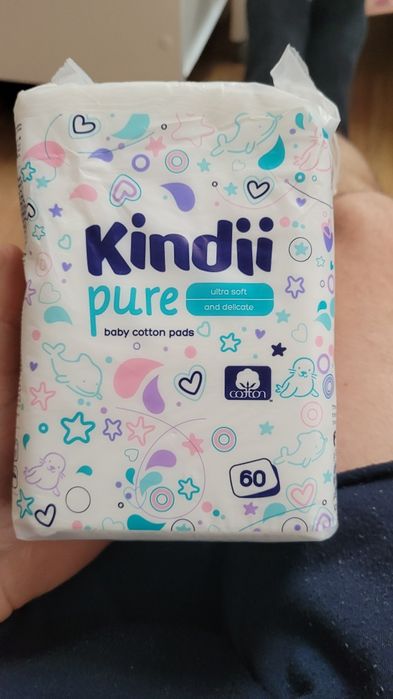 Kindii
pure
ultra soft
and delicate
baby cotton pads
cotton
60